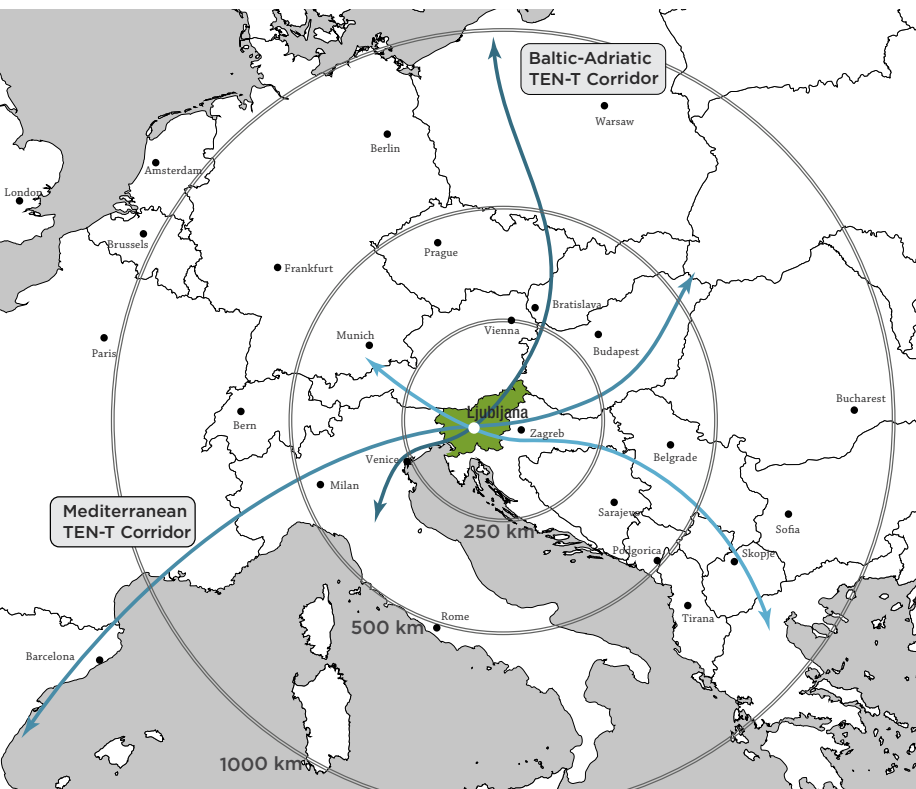 Baltic-Adriatic
TEN-T Corridor
Warsaw
Berlin
Amsterdam
London
Brussels
Prague
Frankfurt
Bratislava
Vienna
Munich
Budapest
Paris
Bucharest
Ljubljana
Bern
Zagreb
Belgrade
Venice
Milan
Sarajevo
Mediterranean
TEN-T Corridor
Sofia
250 km
Podgorica
Skopje
Rome
Tirana
500 km
Barcelona
1000 km